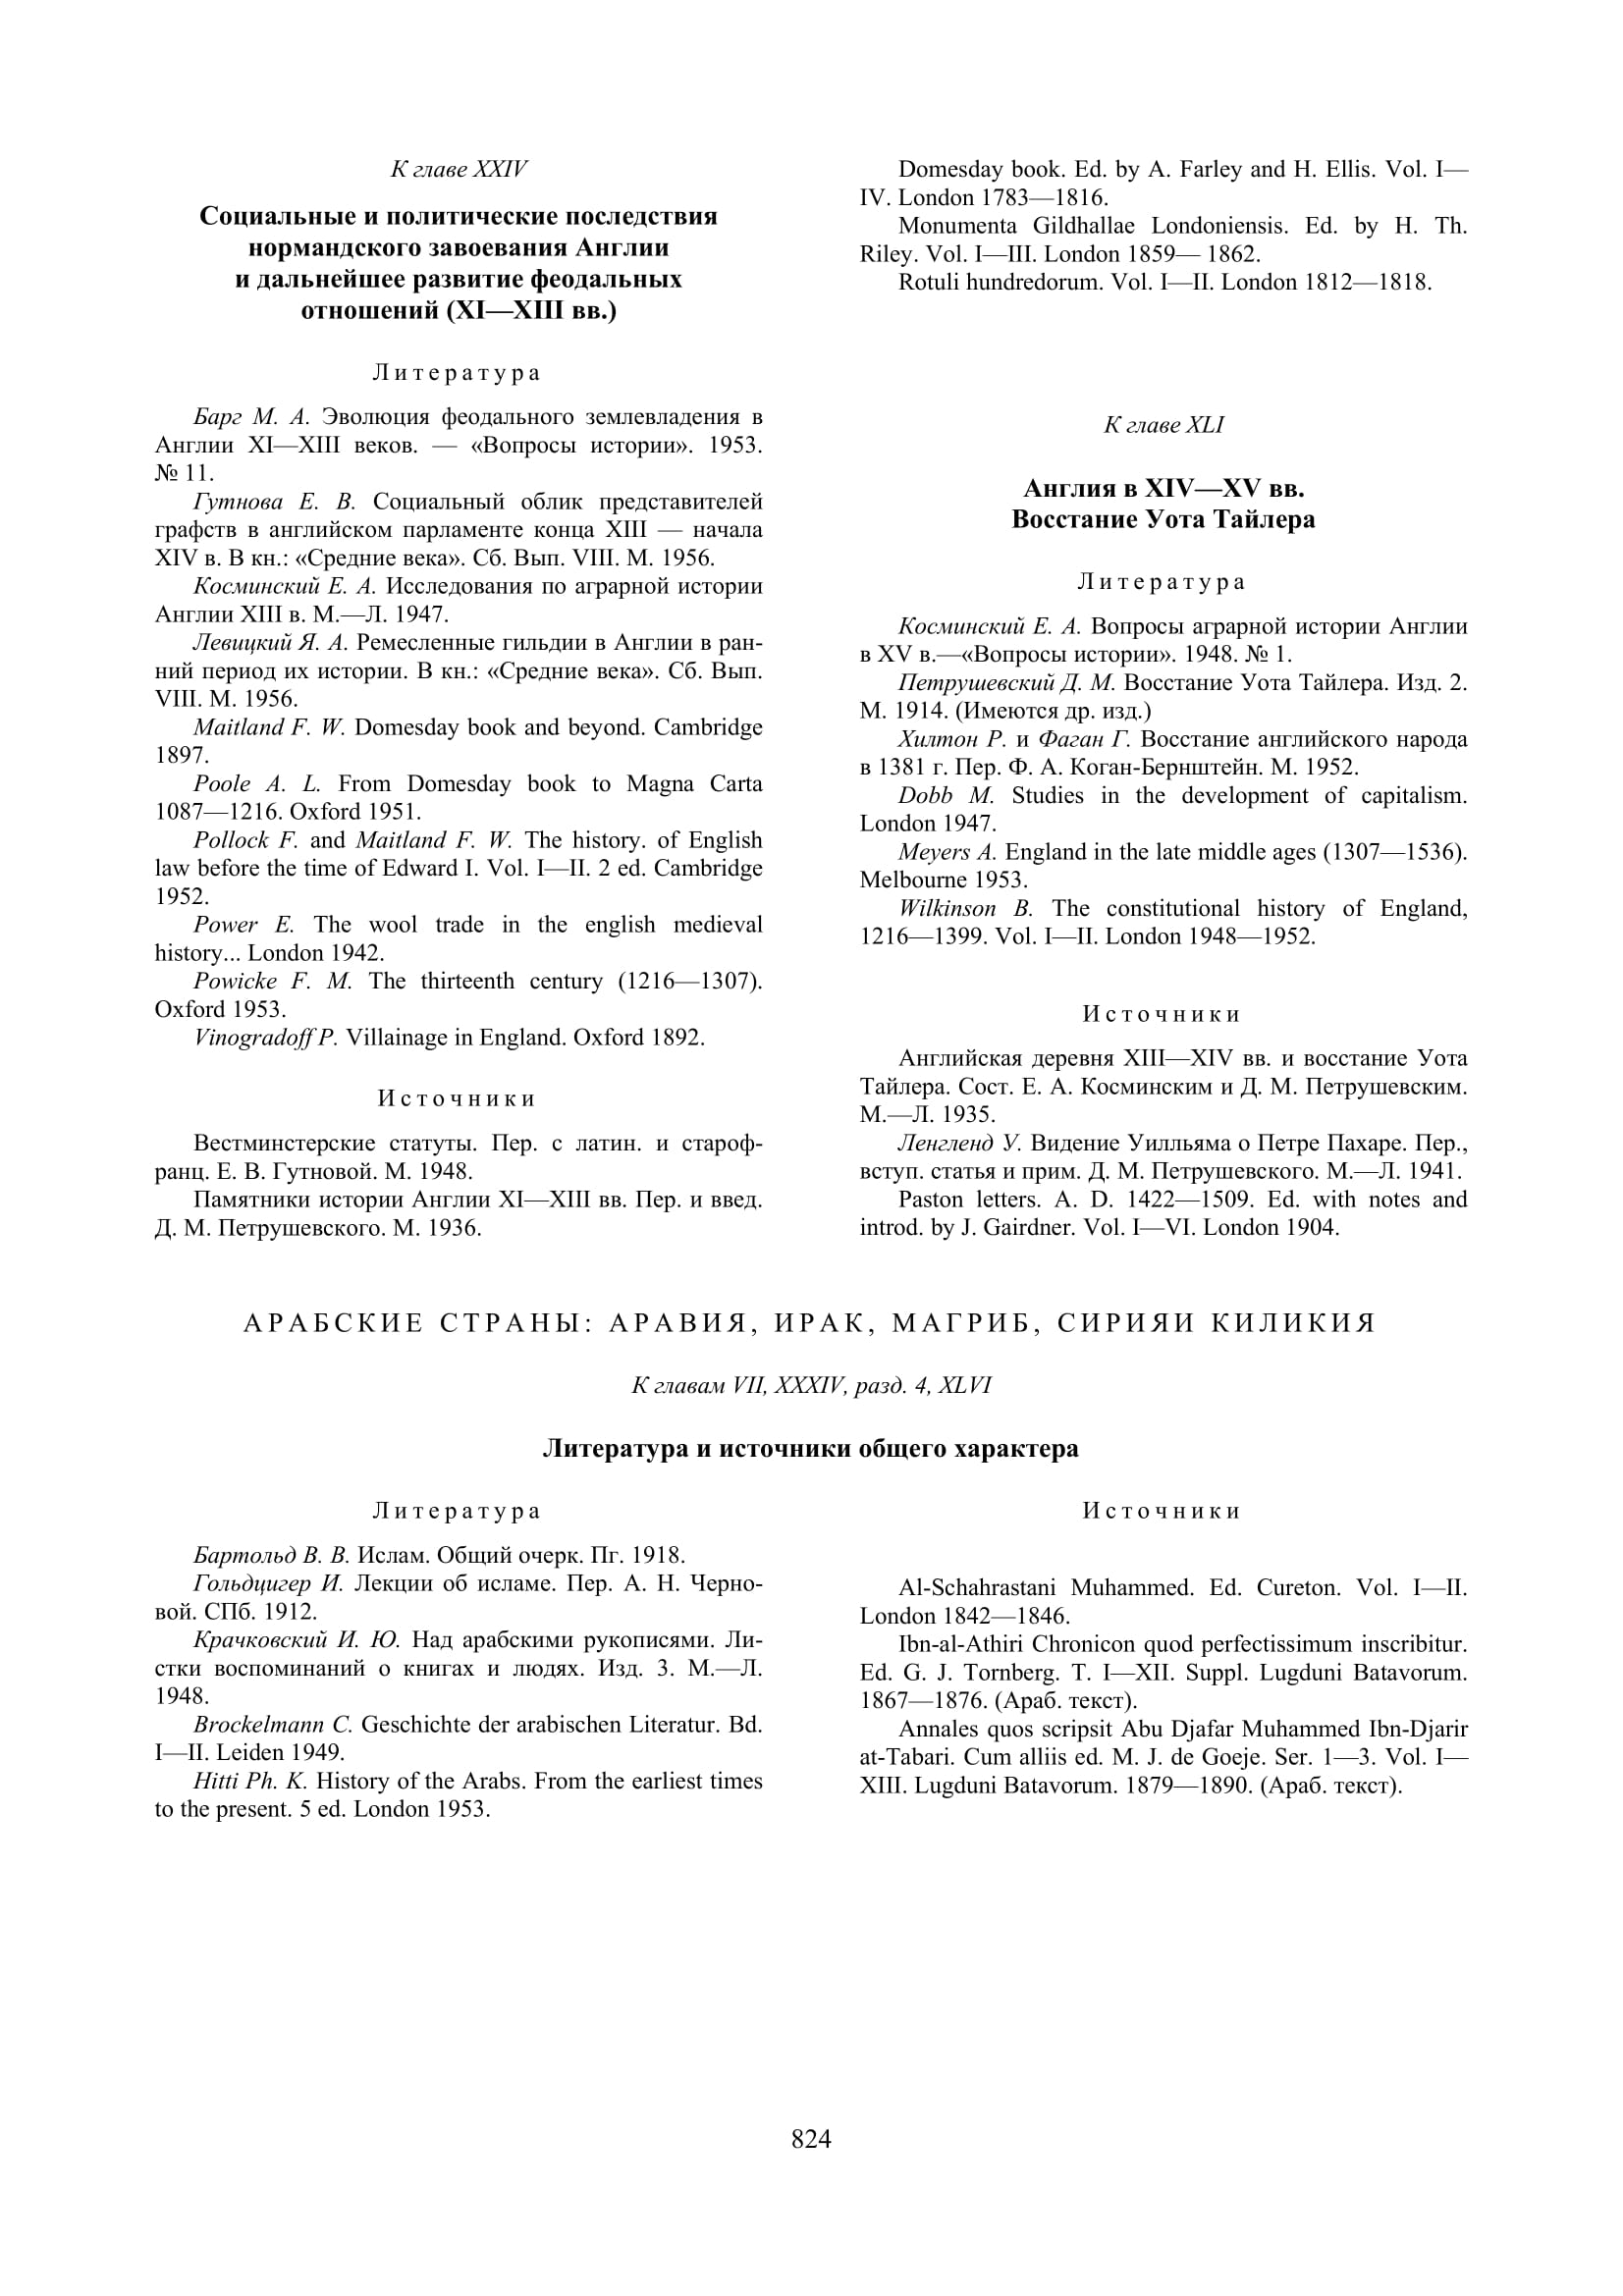 К главе XXIV
Социальные и политические последствия
нормандского завоевания Англии
и дальнейшее развитие феодальных
отношений (XI—XIII вв.)
Литература
Барг М. А. Эволюция феодального землевладения в
Англии XI—XIII веков. — «Вопросы истории». 1953.
№ 11.
Гутнова Е. В. Социальный облик представителей
графств в английском парламенте конца XIII — начала
XIV в. В кн.: «Средние века». Сб. Вып. VIII. М. 1956.
Косминский Е. А. Исследования по аграрной истории
Англии XIII в. М.—Л. 1947.
Левицкий Я. А. Ремесленные гильдии в Англии в ран-
ний период их истории. В кн.: «Средние века». Сб. Вып.
VIII. М. 1956.
Maitland F. W. Domesday book and beyond. Cambridge
1897.
Poole A. L. From Domesday book to Magna Carta
1087—1216. Oxford 1951.
Pollock F. and Maitland F. W. The history. of English
law before the time of Edward I. Vol. I—II. 2 ed. Cambridge
1952.
Power E. The wool trade in the english medieval
history... London 1942.
Powicke F. M. The thirteenth century (1216—1307).
Oxford 1953.
Vinogradoff P. Villainage in England. Oxford 1892.
Источники
Вестминстерские статуты. Пер. с латин. и староф-
ранц. Е. В. Гутновой. М. 1948.
Памятники истории Англии XI—XIII вв. Пер. и введ.
Д. М. Петрушевского. М. 1936.
Domesday book. Ed. by A. Farley and H. Ellis. Vol. I—
IV. London 1783—1816.
Monumenta Gildhallae Londoniensis. Ed. by H. Th.
Riley. Vol. I—III. London 1859— 1862.
Rotuli hundredorum. Vol. I—II. London 1812—1818.
К главе XLI
Англия в XIV—XV вв.
Восстание Уота Тайлера
Литература
Косминский Е. А. Вопросы аграрной истории Англии
в XV в.—«Вопросы истории». 1948. № 1.
Петрушевский Д. М. Восстание Уота Тайлера. Изд. 2.
М. 1914. (Имеются др. изд.)
Хилтон Р. и Фаган Г. Восстание английского народа
в 1381 г. Пер. Ф. А. Коган-Бернштейн. М. 1952.
Dobb M. Studies in the development of capitalism.
London 1947.
Meyers A. England in the late middle ages (1307—1536).
Melbourne 1953.
Wilkinson B. The constitutional history of England,
1216—1399. Vol. I—II. London 1948—1952.
Источники
Английская деревня XIII—XIV вв. и восстание Уота
Тайлера. Сост. Е. А. Косминским и Д. М. Петрушевским.
М.—Л. 1935.
Ленгленд У. Видение Уилльяма о Петре Пахаре. Пер.,
вступ. статья и прим. Д. М. Петрушевского. М.—Л. 1941.
Paston letters. A. D. 1422—1509. Ed. with notes and
introd. by J. Gairdner. Vol. I—VI. London 1904.
АРАБСКИЕ СТРАНЫ: АРАВИЯ, ИРАК, МАГРИБ, СИРИЯИ КИЛИКИЯ
К главам VII, XXXIV, разд. 4, XLVI
Литература и источники общего характера
Литература
Бартольд В. В. Ислам. Общий очерк. Пг. 1918.
Гольдцигер И. Лекции об исламе. Пер. А. Н. Черно-
вой. СПб. 1912.
Крачковский И. Ю. Над арабскими рукописями. Ли-
стки воспоминаний о книгах и людях. Изд. 3. М.—Л.
1948.
Brockelmann C. Geschichte der arabischen Literatur. Bd.
I—II. Leiden 1949.
Hitti Ph. K. History of the Arabs. From the earliest times
to the present. 5 ed. London 1953.
Источники
Al-Schahrastani Muhammed. Ed. Cureton. Vol. I—II.
London 1842—1846.
Ibn-al-Athiri Chronicon quod perfectissimum inscribitur.
Ed. G. J. Tornberg. T. I—XII. Suppl. Lugduni Batavorum.
1867—1876. (Араб. текст).
Annales quos scripsit Abu Djafar Muhammed Ibn-Djarir
at-Tabari. Cum alliis ed. M. J. de Goeje. Ser. 1—3. Vol. I—
XIII. Lugduni Batavorum. 1879—1890. (Араб. текст).
824